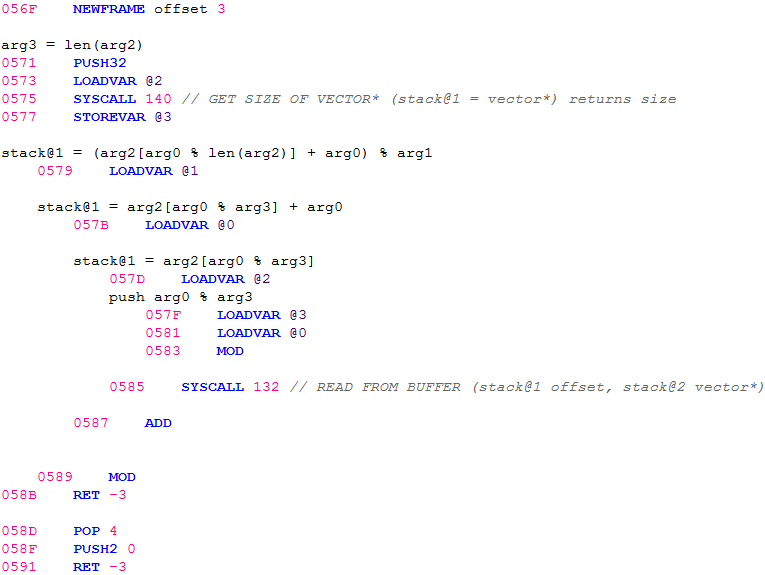 056F NEWFRAME offset 3
arg3 = len(arg2)
0571 PUSH32
0573 LOADVAR @2
0575 SYSCALL 140 // GET SIZE OF VECTOR* (stack@1 = vector*) returns size
0577 STOREVAR @3
stack@1 = (arg2[arg0 % len(arg2)] + arg0) % arg1
0579 LOADVAR @1
stack@1 = arg2[arg0 % arg3] + arg0
057B LOADVAR @0
stack@1 = arg2[arg0 % arg3]
057D LOADVAR @2
push arg0 % arg3
057F LOADVAR @3
0581 LOADVAR @0
0583 MOD
0585 SYSCALL 132 // READ FROM BUFFER (stack@1 offset, stack@2 vector*)
0587 ADD
0589 MOD
058B RET -3
058D POP 4
058F PUSH2 0
0591 RET -3